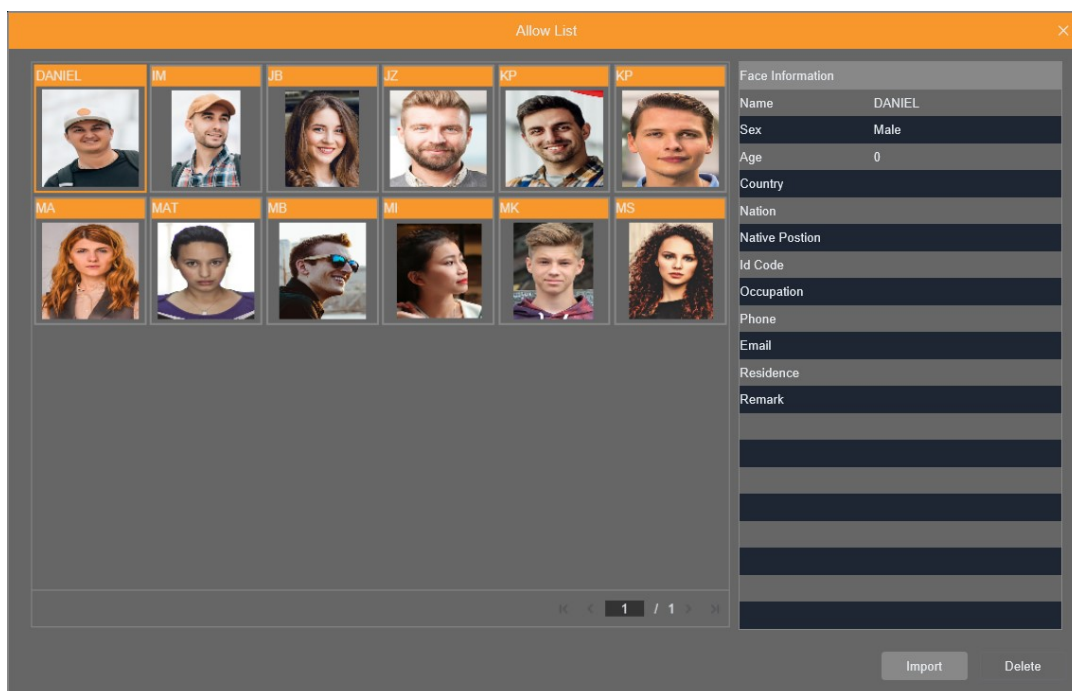 Allow List
DANIEL IM JB JZ KP KP
MA MAT MB MI MK MS
1 / 1
Face Information
Name DANIEL
Sex Male
Age 0
Country
Nation
Native Postion
Id Code
Occupation
Phone
Email
Residence
Remark
Import Delete